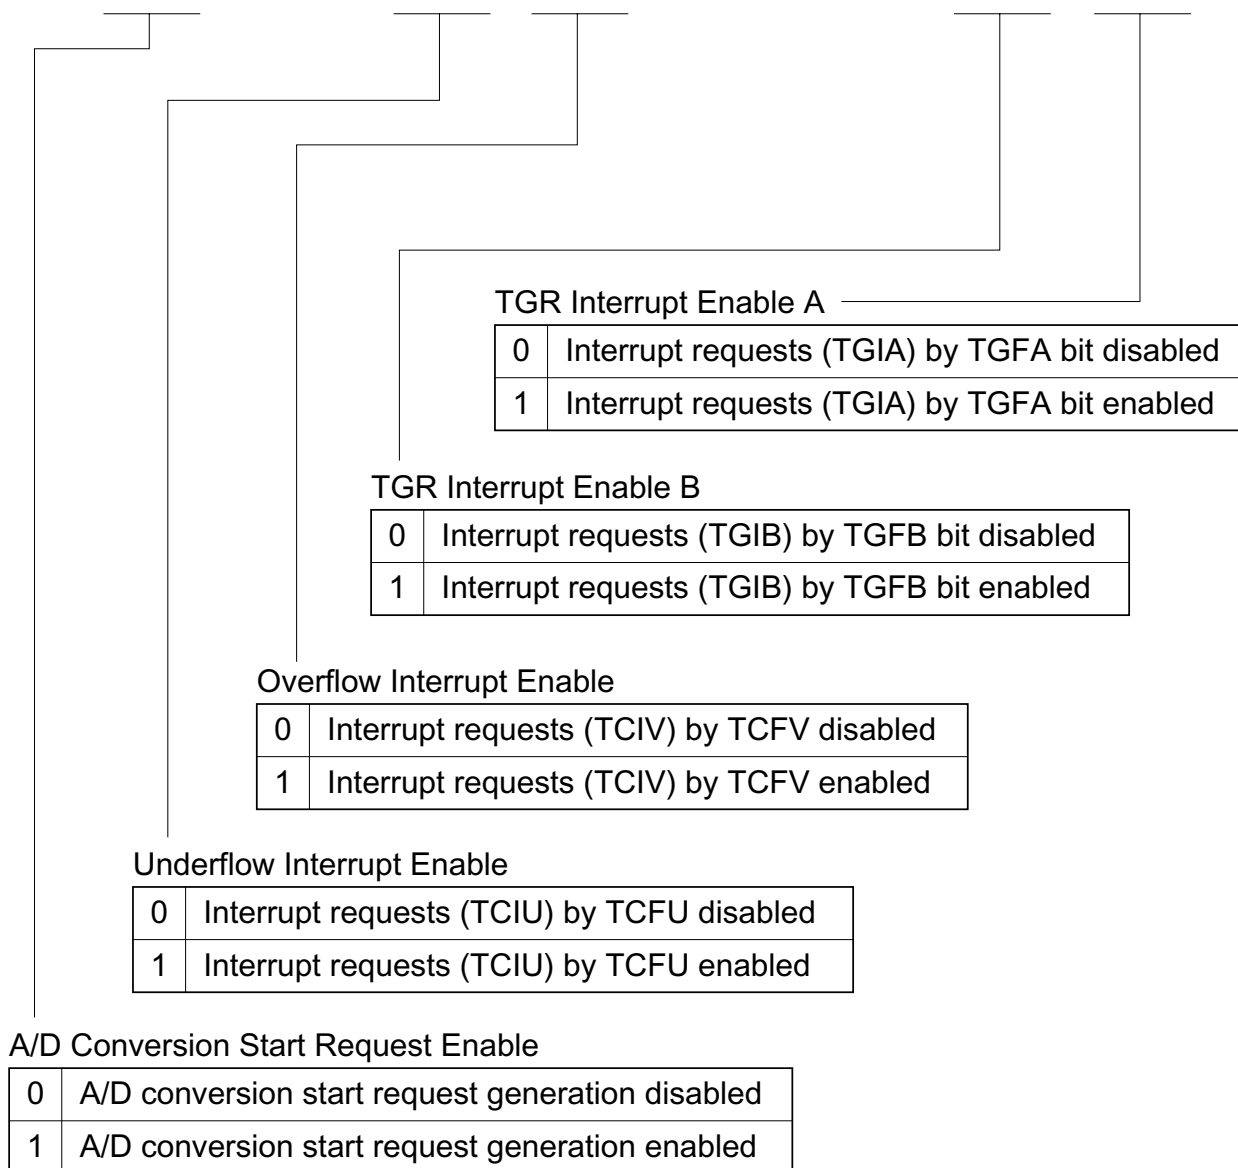 TGR Interrupt Enable A
0 Interrupt requests (TGIA) by TGFA bit disabled
1 Interrupt requests (TGIA) by TGFA bit enabled
TGR Interrupt Enable B
0 Interrupt requests (TGIB) by TGFB bit disabled
1 Interrupt requests (TGIB) by TGFB bit enabled
Overflow Interrupt Enable
0 Interrupt requests (TCIV) by TCFV disabled
1 Interrupt requests (TCIV) by TCFV enabled
Underflow Interrupt Enable
0 Interrupt requests (TCIU) by TCFU disabled
1 Interrupt requests (TCIU) by TCFU enabled
A/D Conversion Start Request Enable
0 A/D conversion start request generation disabled
1 A/D conversion start request generation enabled